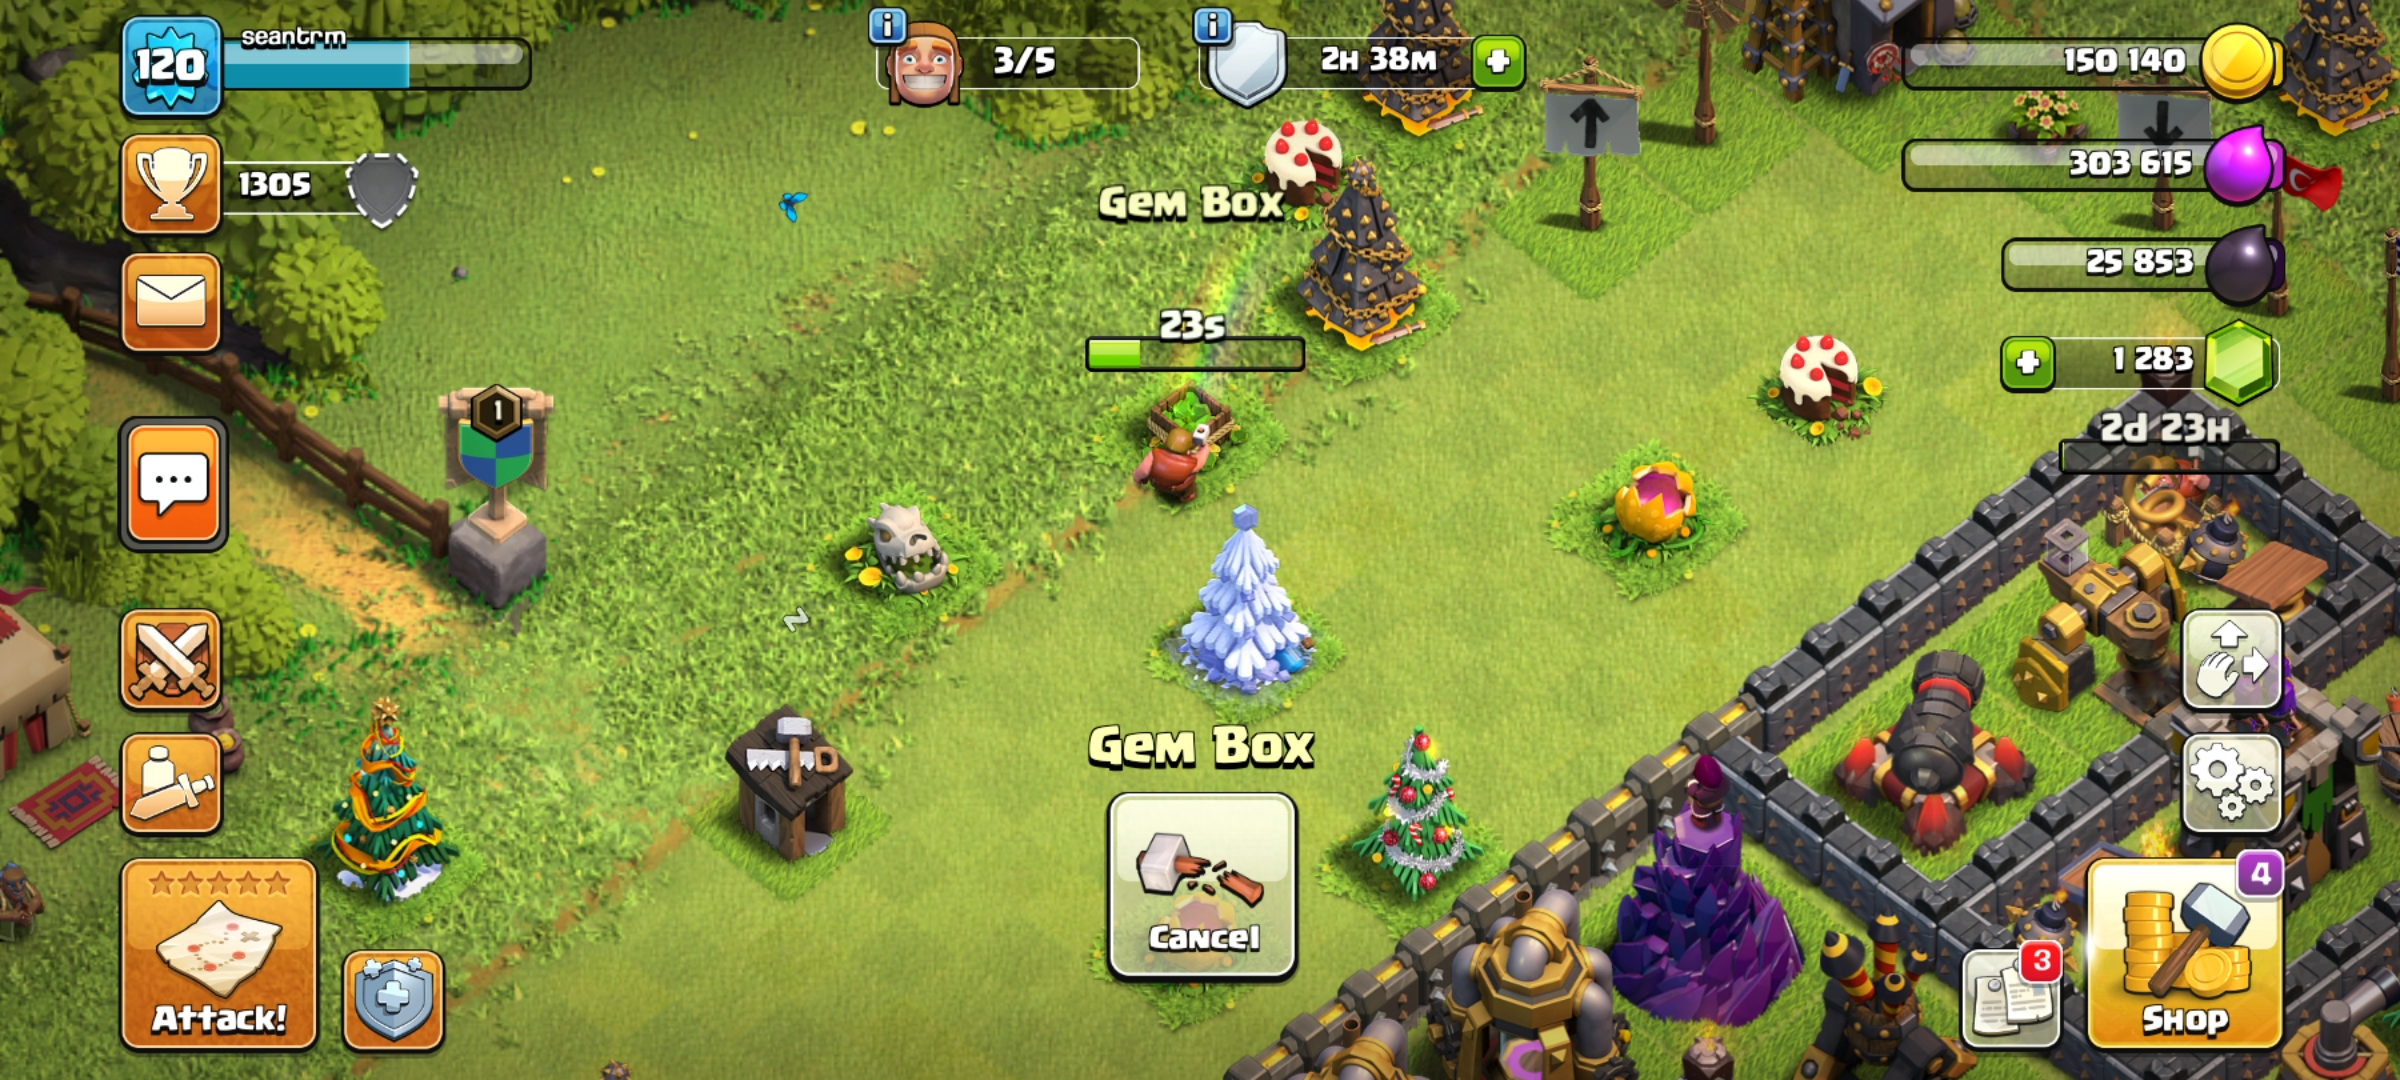 120
seantrm
3/5
2H 38M
150 140
1305
303 615
Gem Box
25 853
23s
1 283
1
2d 23H
z
Gem Box
Cancel
4
3
Attack!
Shop